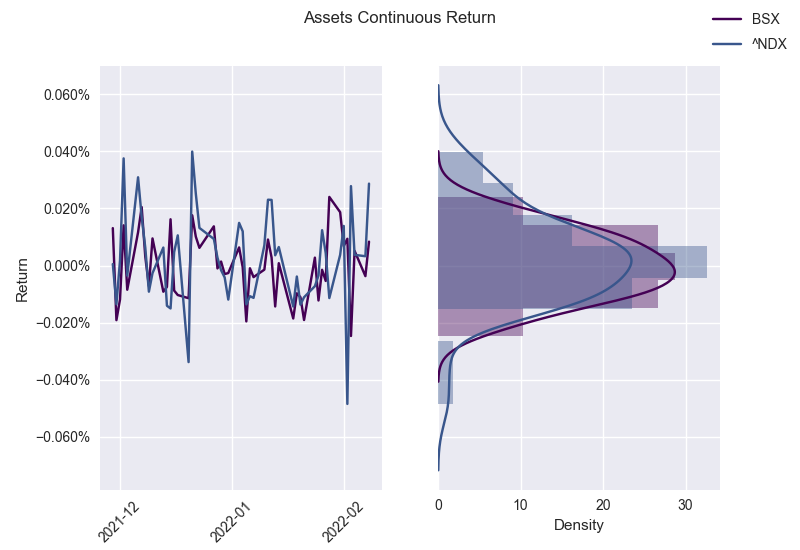 Assets Continuous Return
BSX
^NDX
0.060%
0.040%
0.020%
0.000%
−0.020%
−0.040%
−0.060%
Return
2021-12
2022-01
2022-02
0
10
20
30
Density